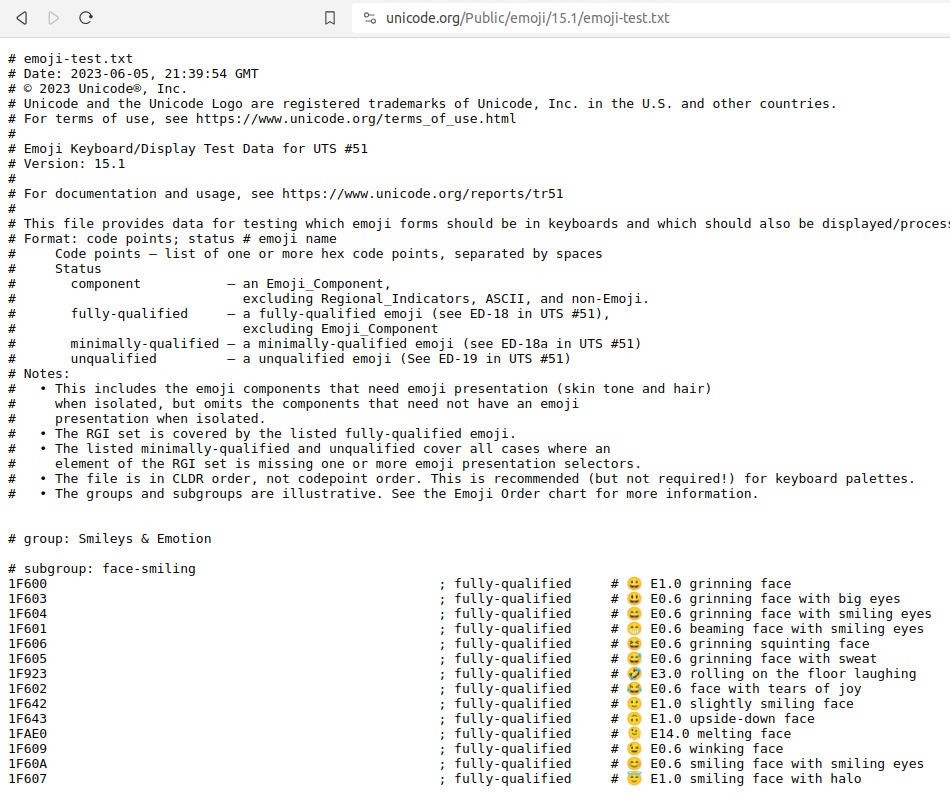 unicode.org/Public/emoji/15.1/emoji-test.txt
# emoji-test.txt
# Date: 2023-06-05, 21:39:54 GMT
# © 2023 Unicode®, Inc.
# Unicode and the Unicode Logo are registered trademarks of Unicode, Inc. in the U.S. and other countries.
# For terms of use, see https://www.unicode.org/terms_of_use.html
#
# Emoji Keyboard/Display Test Data for UTS #51
# Version: 15.1
#
# For documentation and usage, see https://www.unicode.org/reports/tr51
#
# This file provides data for testing which emoji forms should be in keyboards and which should also be displayed/process
# Format: code points; status # emoji name
#     Code points — list of one or more hex code points, separated by spaces
#     Status
#       component           — an Emoji_Component,
#                             excluding Regional_Indicators, ASCII, and non-Emoji.
#       fully-qualified     — a fully-qualified emoji (see ED-18 in UTS #51),
#                             excluding Emoji_Component
#       minimally-qualified — a minimally-qualified emoji (see ED-18a in UTS #51)
#       unqualified         — a unqualified emoji (See ED-19 in UTS #51)
# Notes:
#   • This includes the emoji components that need emoji presentation (skin tone and hair)
#     when isolated, but omits the components that need not have an emoji
#     presentation when isolated.
#   • The RGI set is covered by the listed fully-qualified emoji.
#   • The listed minimally-qualified and unqualified cover all cases where an
#     element of the RGI set is missing one or more emoji presentation selectors.
#   • The file is in CLDR order, not codepoint order. This is recommended (but not required!) for keyboard palettes.
#   • The groups and subgroups are illustrative. See the Emoji Order chart for more information.
# group: Smileys & Emotion
# subgroup: face-smiling
1F600 ; fully-qualified # 😀 E1.0 grinning face
1F603 ; fully-qualified # 😃 E0.6 grinning face with big eyes
1F604 ; fully-qualified # 😄 E0.6 grinning face with smiling eyes
1F601 ; fully-qualified # 😁 E0.6 beaming face with smiling eyes
1F606 ; fully-qualified # 😆 E0.6 grinning squinting face
1F605 ; fully-qualified # 😅 E0.6 grinning face with sweat
1F923 ; fully-qualified # 🤣 E3.0 rolling on the floor laughing
1F602 ; fully-qualified # 😂 E0.6 face with tears of joy
1F642 ; fully-qualified # 🙂 E1.0 slightly smiling face
1F643 ; fully-qualified # 🙃 E1.0 upside-down face
1FAE0 ; fully-qualified # 🫠 E14.0 melting face
1F609 ; fully-qualified # 😉 E0.6 winking face
1F60A ; fully-qualified # 😊 E0.6 smiling face with smiling eyes
1F607 ; fully-qualified # 😇 E1.0 smiling face with halo